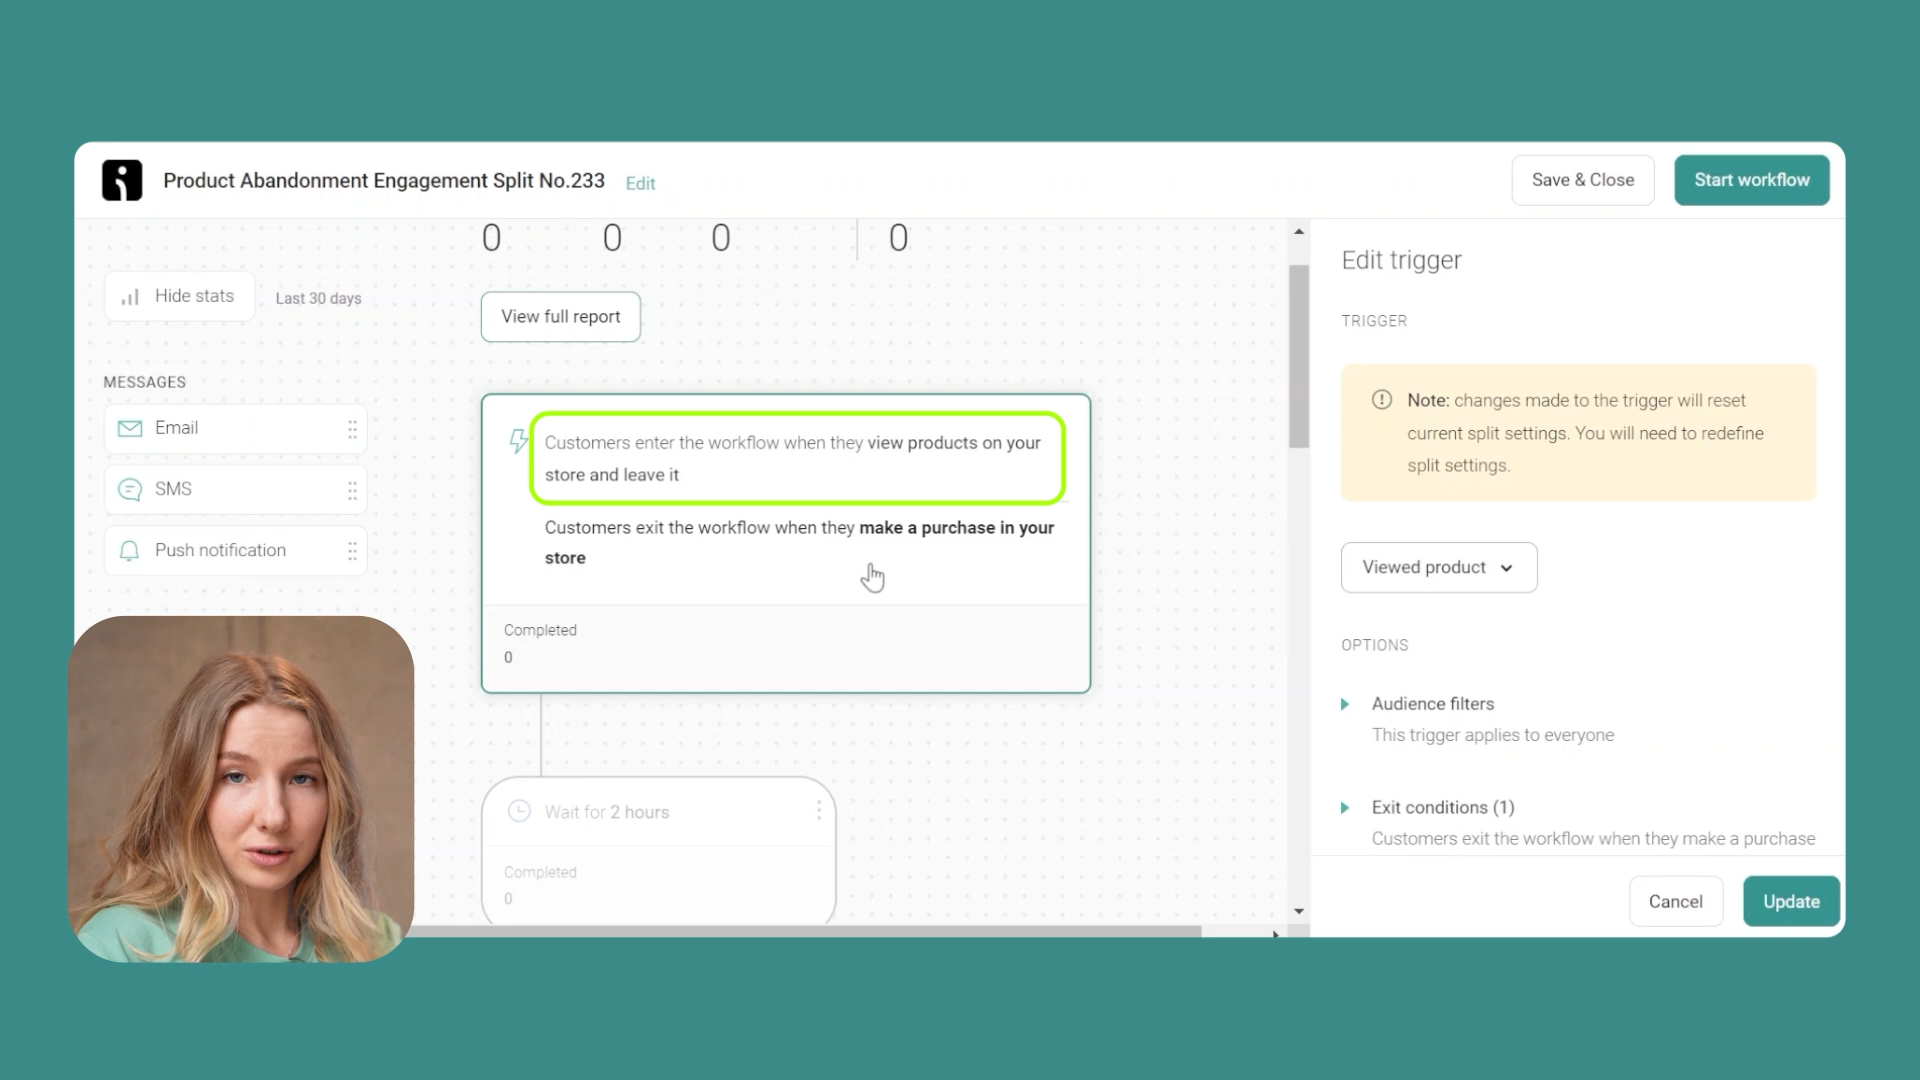 Product Abandonment Engagement Split No.233
Edit
Save & Close
Start workflow
0 0 0 0
Hide stats
Last 30 days
View full report
MESSAGES
Email
SMS
Push notification
Customers enter the workflow when they view products on your
store and leave it
Customers exit the workflow when they make a purchase in your
store
Completed
0
Wait for 2 hours
Completed
0
Edit trigger
TRIGGER
Note: changes made to the trigger will reset
current split settings. You will need to redefine
split settings.
Viewed product
OPTIONS
Audience filters
This trigger applies to everyone
Exit conditions (1)
Customers exit the workflow when they make a purchase
Cancel
Update